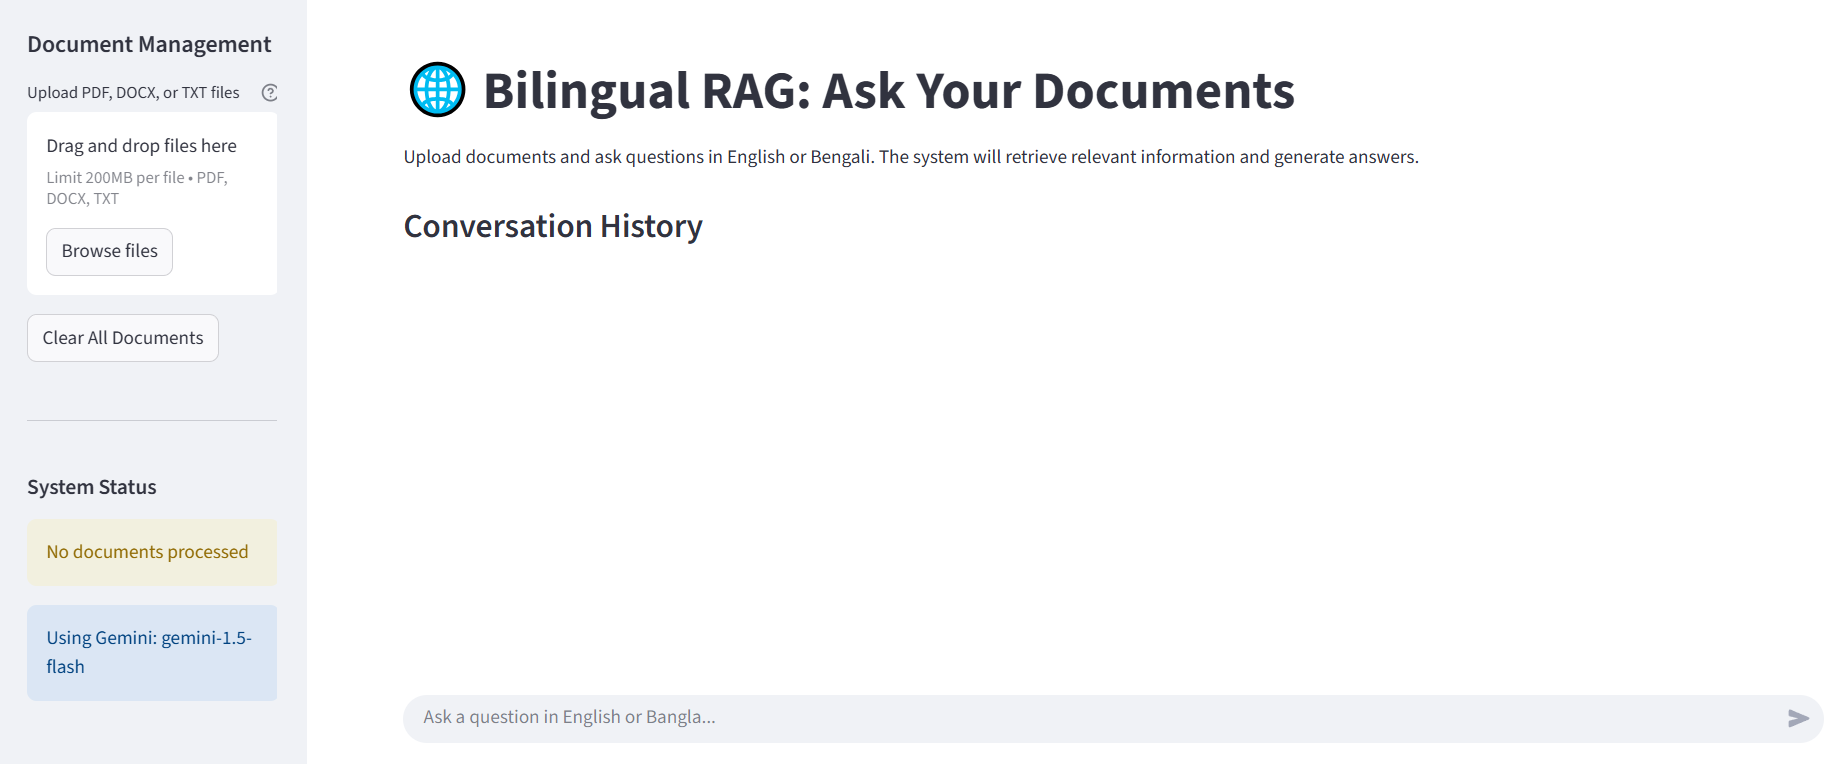 Document Management
Upload PDF, DOCX, or TXT files
Drag and drop files here
Limit 200MB per file • PDF,
DOCX, TXT
Browse files
Clear All Documents
System Status
No documents processed
Using Gemini: gemini-1.5-
flash
Bilingual RAG: Ask Your Documents
Upload documents and ask questions in English or Bengali. The system will retrieve relevant information and generate answers.
Conversation History
Ask a question in English or Bangla...